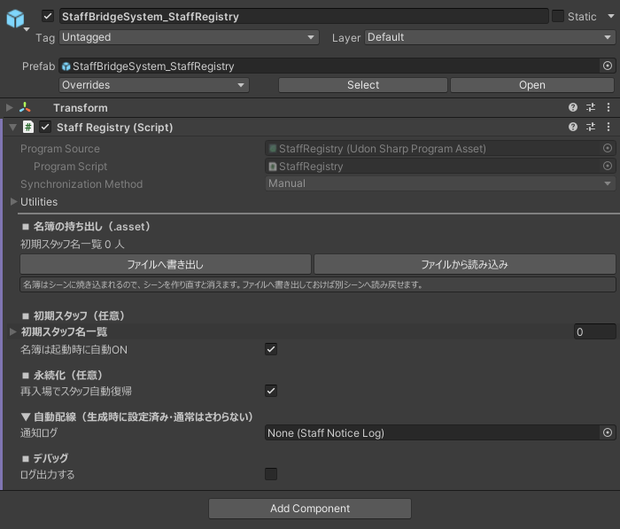 StaffBridgeSystem_StaffRegistry Static
Tag Untagged Layer Default
Prefab StaffBridgeSystem_StaffRegistry
Overrides Select Open
Transform
# Staff Registry (Script)
Program Source StaffRegistry (Udon Sharp Program Asset)
Program Script StaffRegistry
Synchronization Method Manual
Utilities
■ 名簿の持ち出し（.asset）
初期スタッフ名一覧 0 人
ファイルへ書き出し ファイルから読み込み
名簿はシーンに焼き込まれるので、シーンを作り直すと消えます。ファイルへ書き出しておけば別シーンへ読み戻せます。
■ 初期スタッフ（任意）
初期スタッフ名一覧 0
名簿は起動時に自動ON
■ 永続化（任意）
再入場でスタッフ自動復帰
▼ 自動配線（生成時に設定済み・通常はさわらない）
通知ログ None (Staff Notice Log)
■ デバッグ
ログ出力する
Add Component